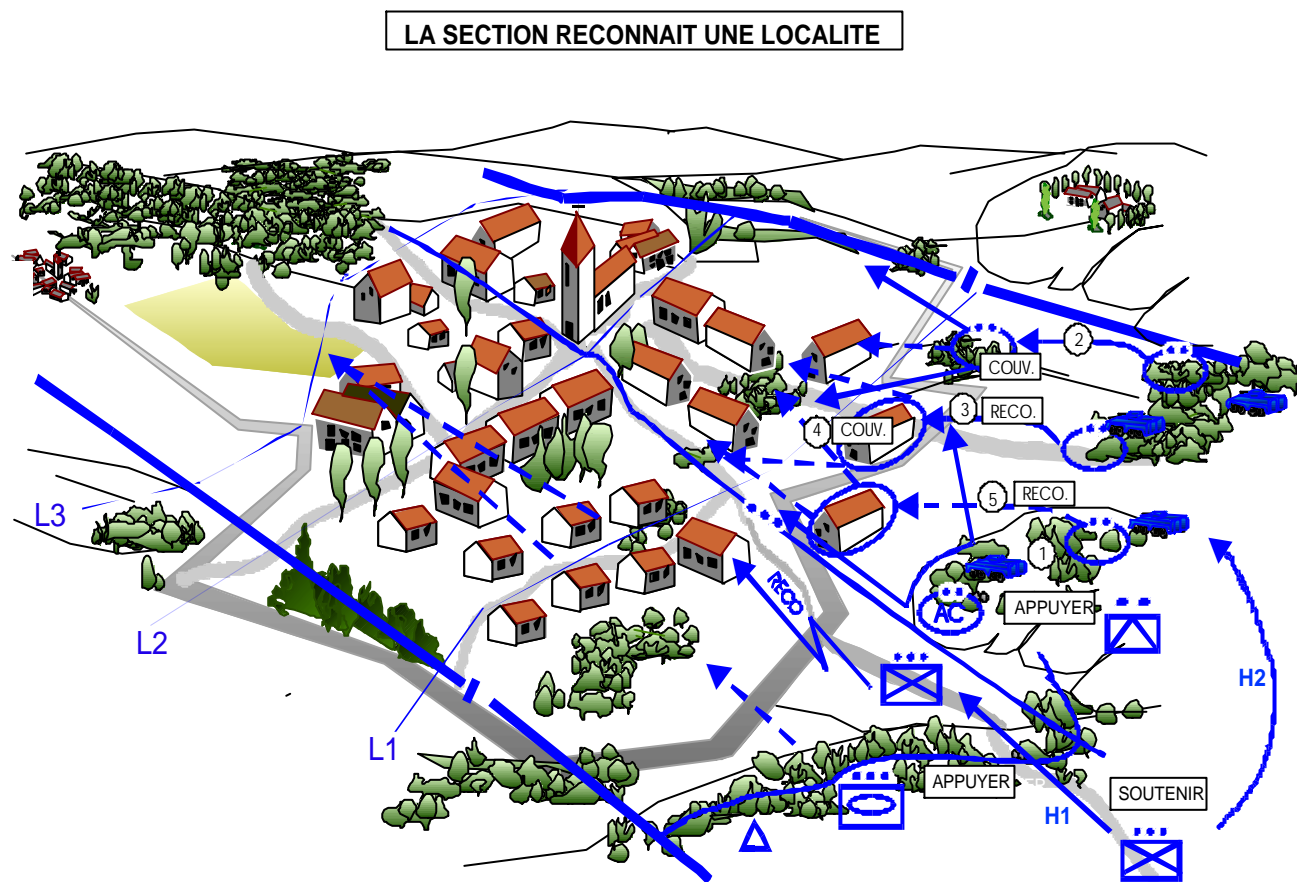 LA SECTION RECONNAIT UNE LOCALITE
2
COUV.
3
RECO.
4
COUV.
5
RECO.
L3
1
RECO
AC
APPUYER
L2
H2
L1
APPUYER
SOUTENIR
H1